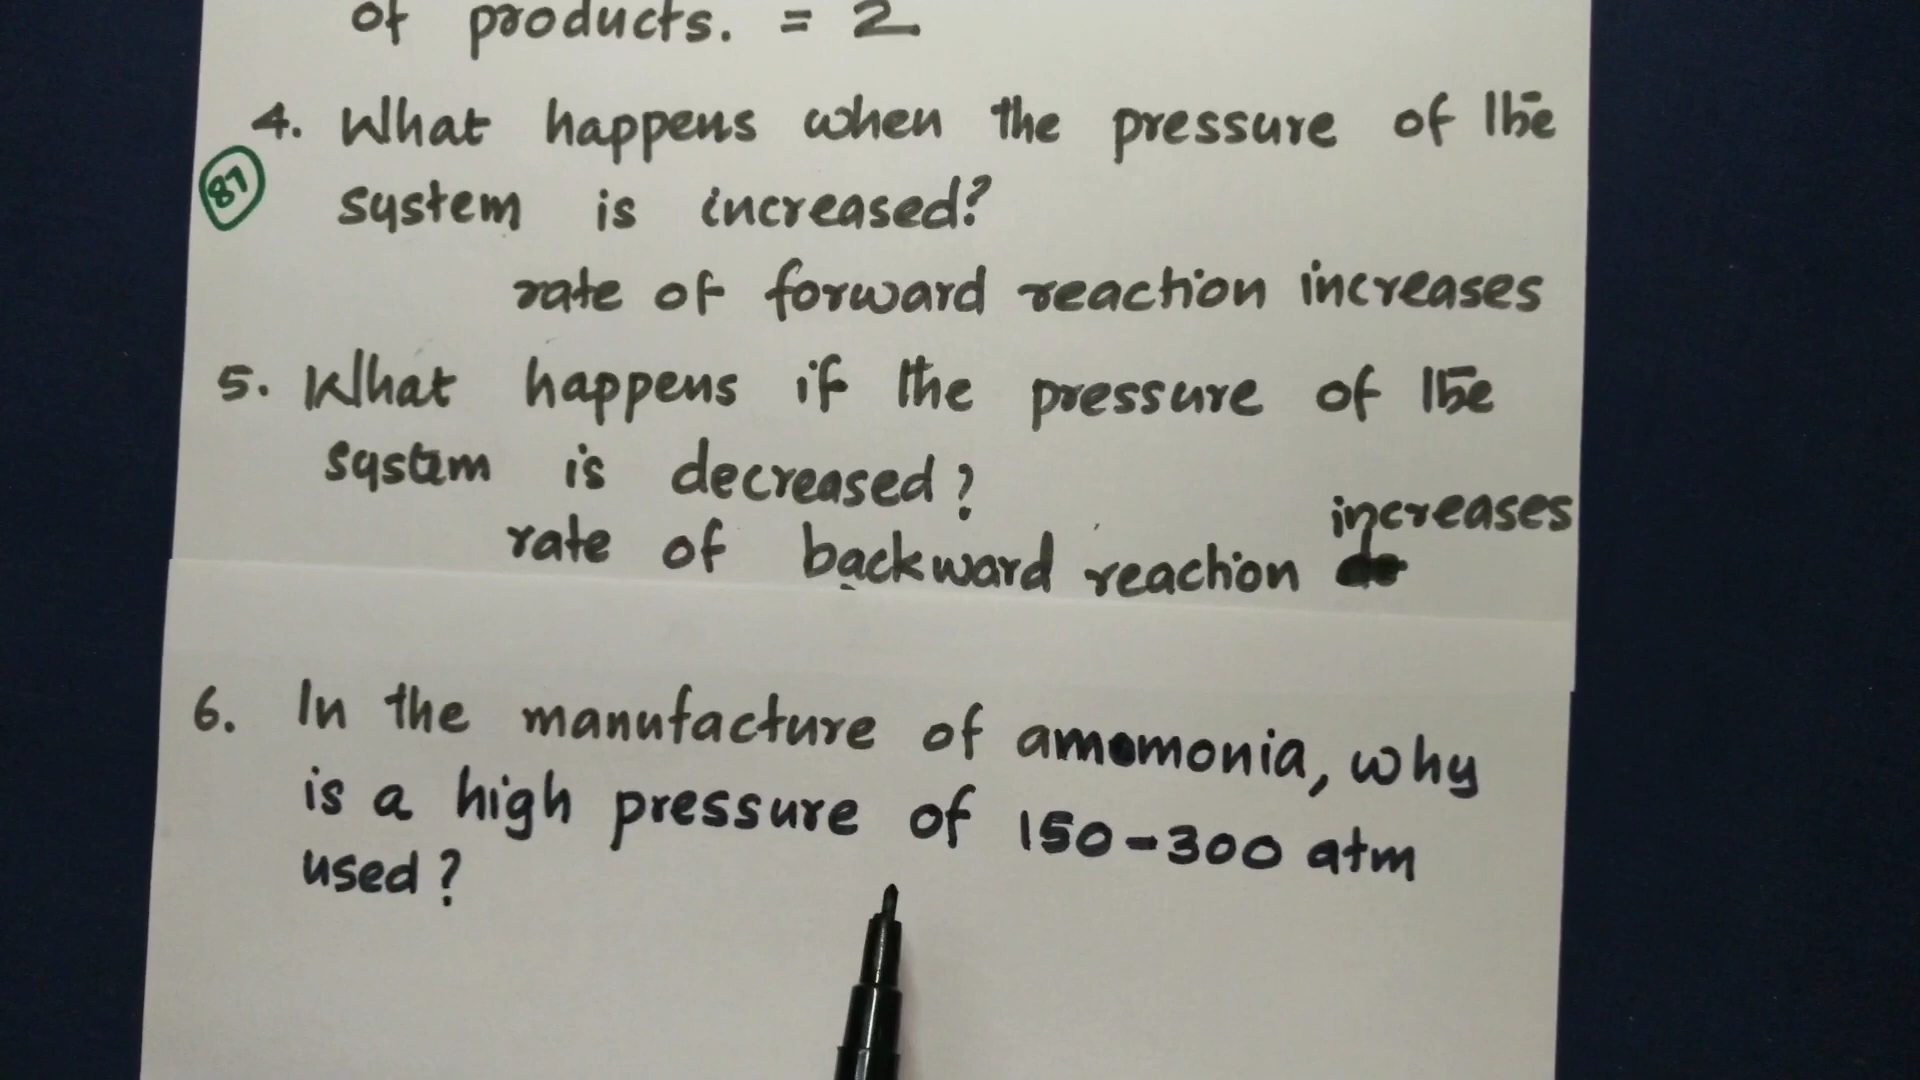 of products. = 2
4. What happens when the pressure of the
87
system is increased?
rate of forward reaction increases
5. What happens if the pressure of the
system is decreased?
increases
rate of backward reaction
6. In the manufacture of amomonia, why
is a high pressure of 150-300 atm
used?